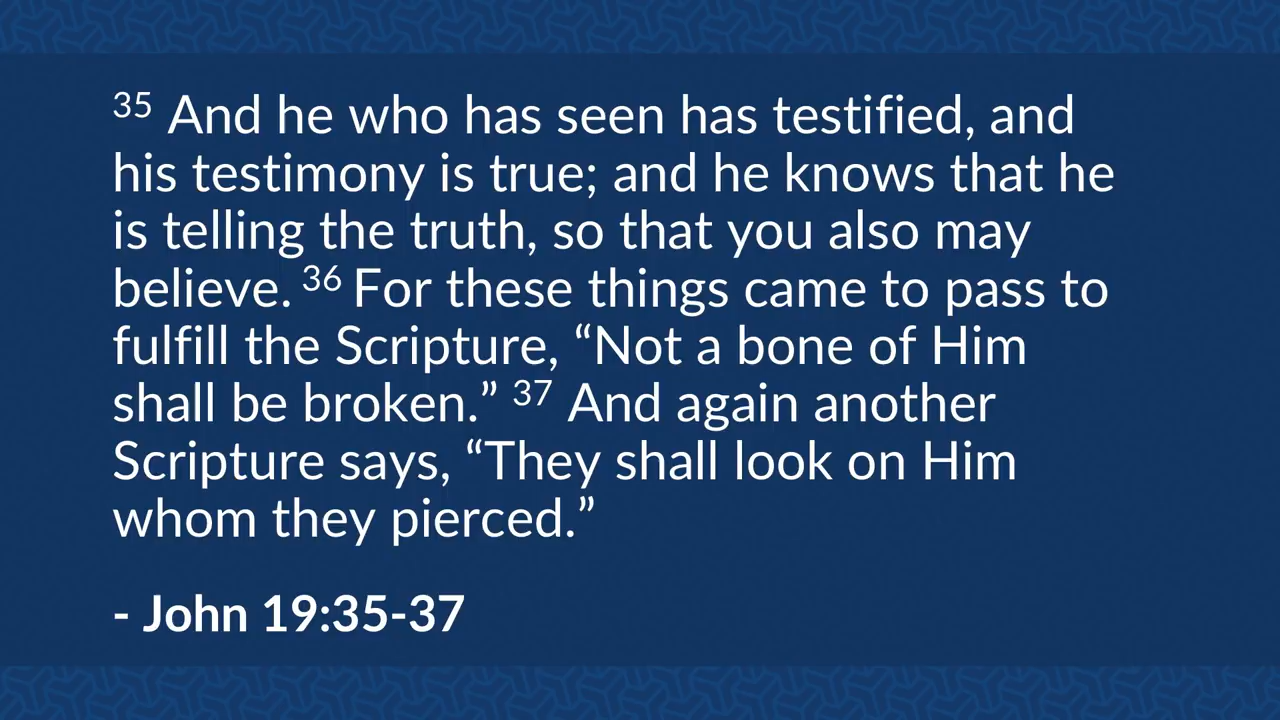 35 And he who has seen has testified, and
his testimony is true; and he knows that he
is telling the truth, so that you also may
believe. 36 For these things came to pass to
fulfill the Scripture, “Not a bone of Him
shall be broken.” 37 And again another
Scripture says, “They shall look on Him
whom they pierced.”
- John 19:35-37